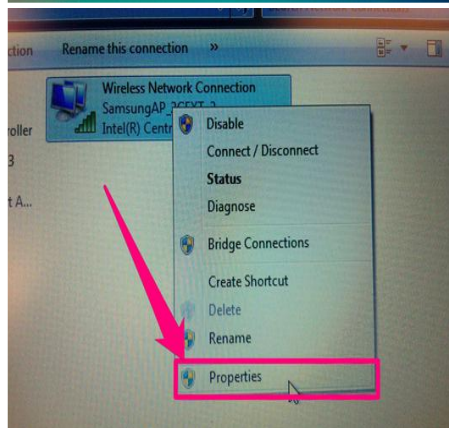 ction Rename this connection »
Wireless Network Connection
SamsungAP_2GEXT_2
Intel(R) Centr
roller
3
t A...
Disable
Connect / Disconnect
Status
Diagnose
Bridge Connections
Create Shortcut
Delete
Rename
Properties